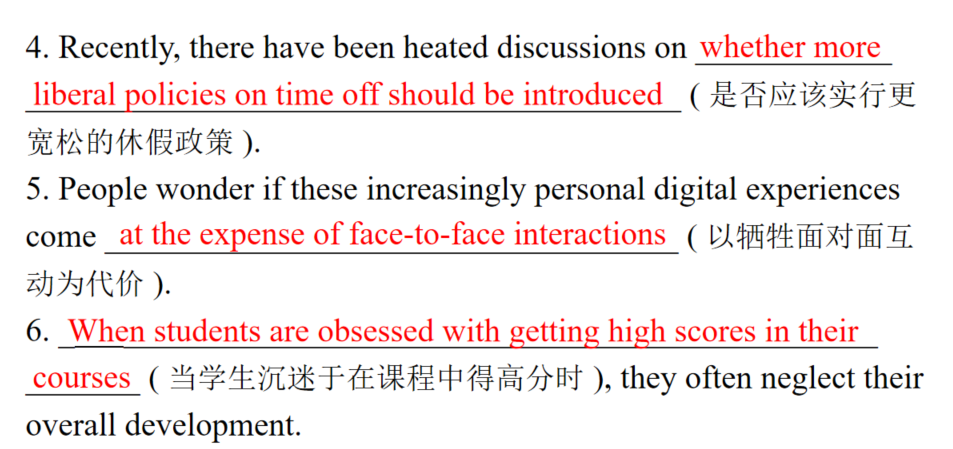 4. Recently, there have been heated discussions on whether more
liberal policies on time off should be introduced ( 是否应该实行更
宽松的休假政策 ).
5. People wonder if these increasingly personal digital experiences
come at the expense of face-to-face interactions ( 以牺牲面对面互
动为代价 ).
6. When students are obsessed with getting high scores in their
courses ( 当学生沉迷于在课程中得高分时 ), they often neglect their
overall development.